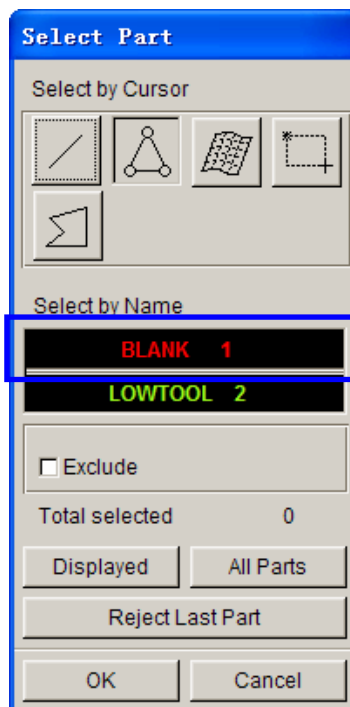 Select Part
Select by Cursor
Select by Name
BLANK 1
LOWTOOL 2
Exclude
Total selected 0
Displayed All Parts
Reject Last Part
OK Cancel